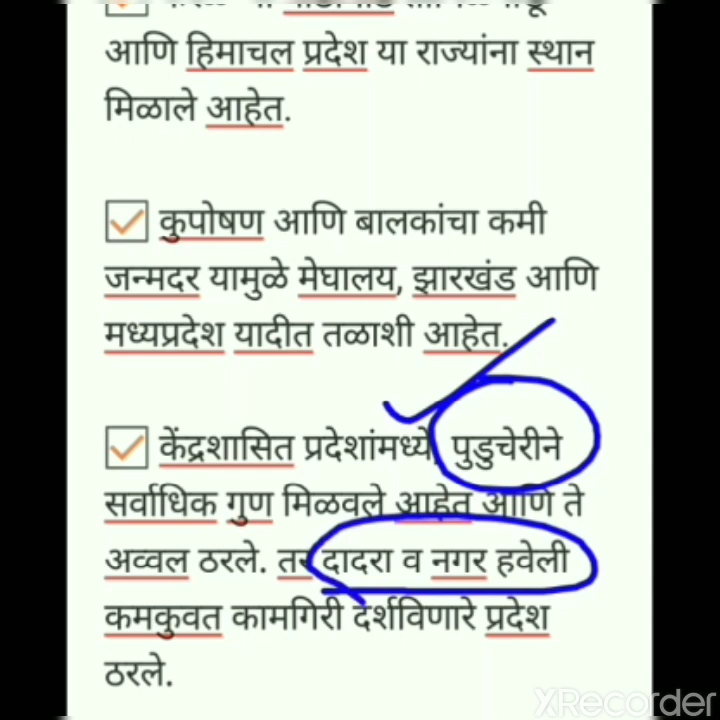 आणि हिमाचल प्रदेश या राज्यांना स्थान
मिळाले आहेत.
कुपोषण आणि बालकांचा कमी
जन्मदर यामुळे मेघालय, झारखंड आणि
मध्यप्रदेश यादीत तळाशी आहेत.
केंद्रशासित प्रदेशांमध्ये, पुडुचेरीने
सर्वाधिक गुण मिळवले आहेत आणि ते
अव्वल ठरले. तर दादरा व नगर हवेली
कमकुवत कामगिरी दर्शविणारे प्रदेश
ठरले.
XRecorder